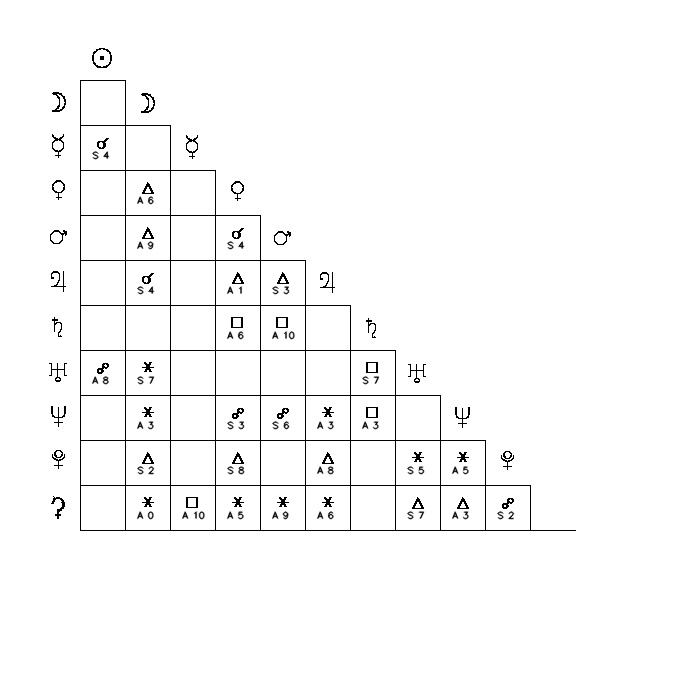 ☉
☽ ☽
☿ ☌ S 4 ☿
♀ △ A 6 ♀
♂ △ A 9 ☌ S 4 ♂
♃ ☌ S 4 △ A 1 △ S 3 ♃
♄ □ A 6 □ A 10 ♄
♅ ☍ A 8 ⚹ S 7 □ S 7 ♅
♆ ⚹ A 3 ☍ S 3 ☍ S 6 ⚹ A 3 □ A 3 ♆
♇ △ S 2 △ S 8 △ A 8 ⚹ S 5 ⚹ A 5 ♇
⚳ ⚹ A 0 □ A 10 ⚹ A 5 ⚹ A 9 ⚹ A 6 △ S 7 △ A 3 ☍ S 2